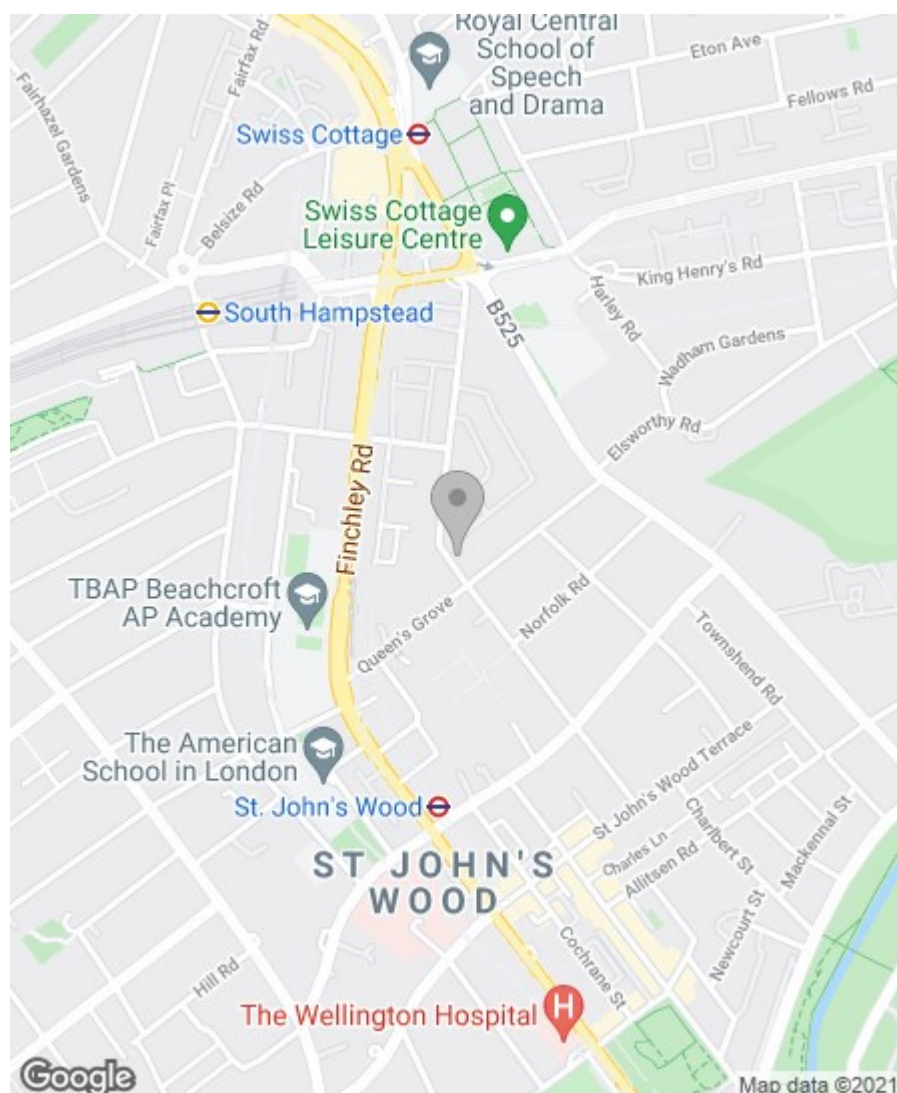 Royal Central
School of
Speech
and Drama
Eton Ave
Fellows Rd
Fairfax Rd
Fairhazel Gardens
Swiss Cottage
Fairfax Pl
Belsize Rd
Swiss Cottage
Leisure Centre
King Henry's Rd
Harley Rd
South Hampstead
B525
Wadham Gardens
Elsworthy Rd
Finchley Rd
TBAP Beachcroft
AP Academy
Queen's Grove
Norfolk Rd
Townshend Rd
The American
School in London
St. John's Wood
St John's Wood Terrace
Charles Ln
Allitsen Rd
Charlbert St
Mackennal St
ST JOHN'S
WOOD
Newcourt St
Cochrane St
Hill Rd
The Wellington Hospital
H
Google
Map data ©2021